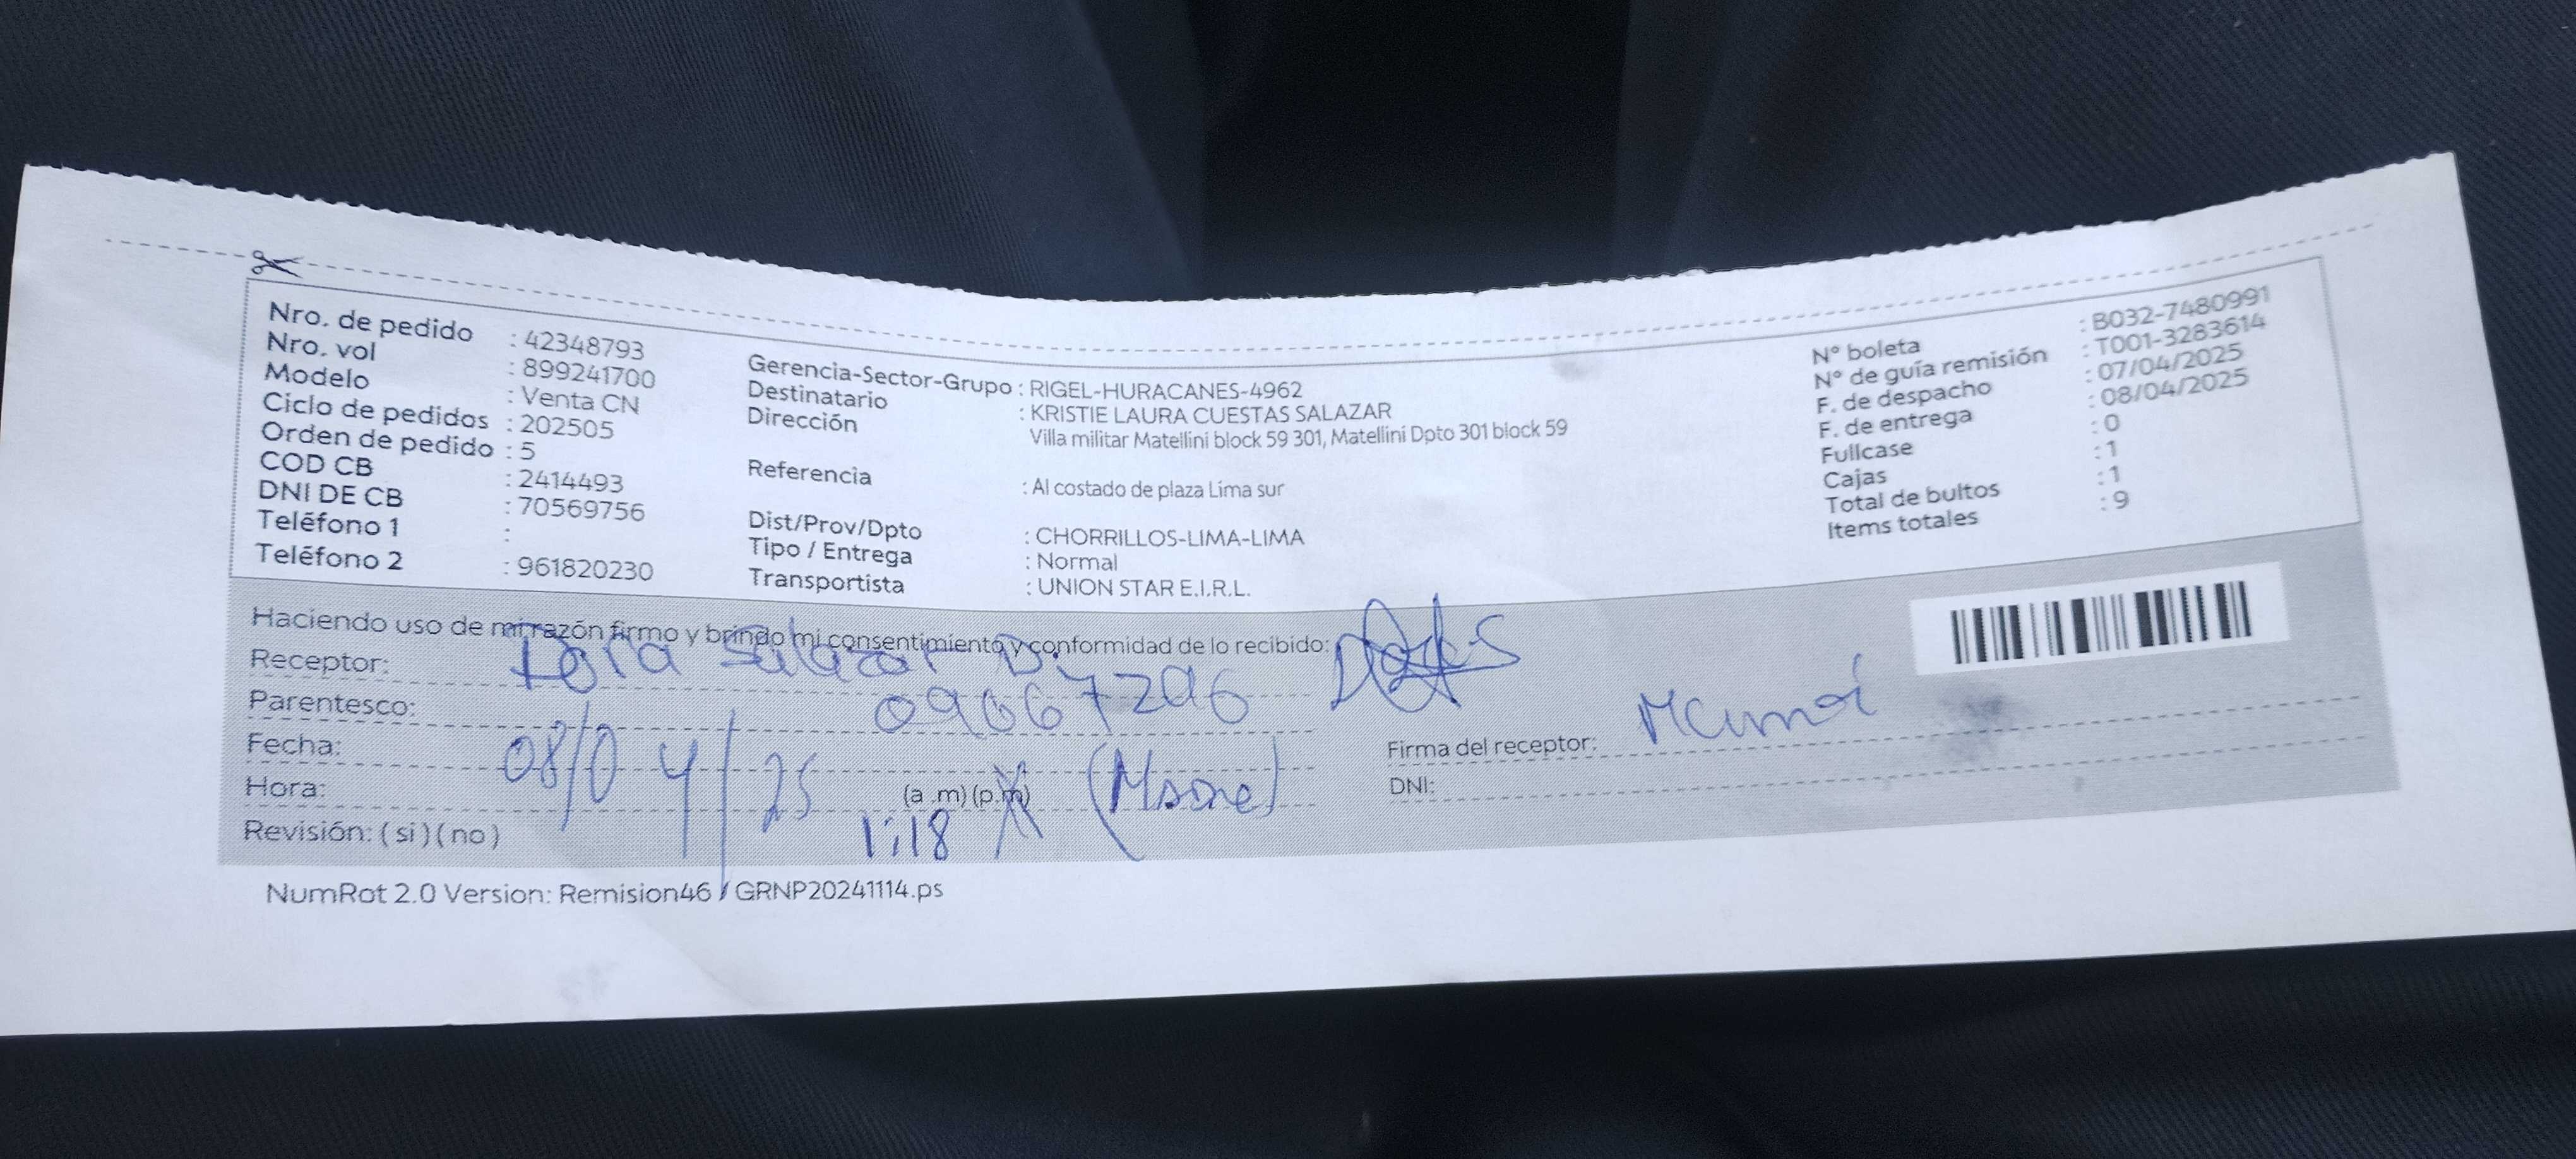 Nro. de pedido : 42348793
Nro. vol : 899241700
Modelo : Venta CN
Ciclo de pedidos : 202505
Orden de pedido : 5
COD CB : 2414493
DNI DE CB : 70569756
Teléfono 1 :
Teléfono 2 : 961820230
Gerencia-Sector-Grupo : RIGEL-HURACANES-4962
Destinatario : KRISTIE LAURA CUESTAS SALAZAR
Dirección Villa militar Matellini block 59 301, Matellini Dpto 301 block 59
Referencia : Al costado de plaza Lima sur
Dist/Prov/Dpto : CHORRILLOS-LIMA-LIMA
Tipo / Entrega : Normal
Transportista : UNION STAR E.I.R.L.
N° boleta : B032-7480991
N° de guía remisión : T001-3283614
F. de despacho : 07/04/2025
F. de entrega : 08/04/2025
Fullcase : 0
Cajas : 1
Total de bultos : 1
Items totales : 9
Haciendo uso de mi razón firmo y brindo mi consentimiento y conformidad de lo recibido:
Receptor: Dora Salazar D.
Parentesco: 09667296
Fecha: 08/04/25
Hora: (a .m) (p.m)
Revisión: ( si ) ( no ) 1:18
Firma del receptor: Mamá
DNI:
NumRot 2.0 Version: Remision46 / GRNP20241114.ps